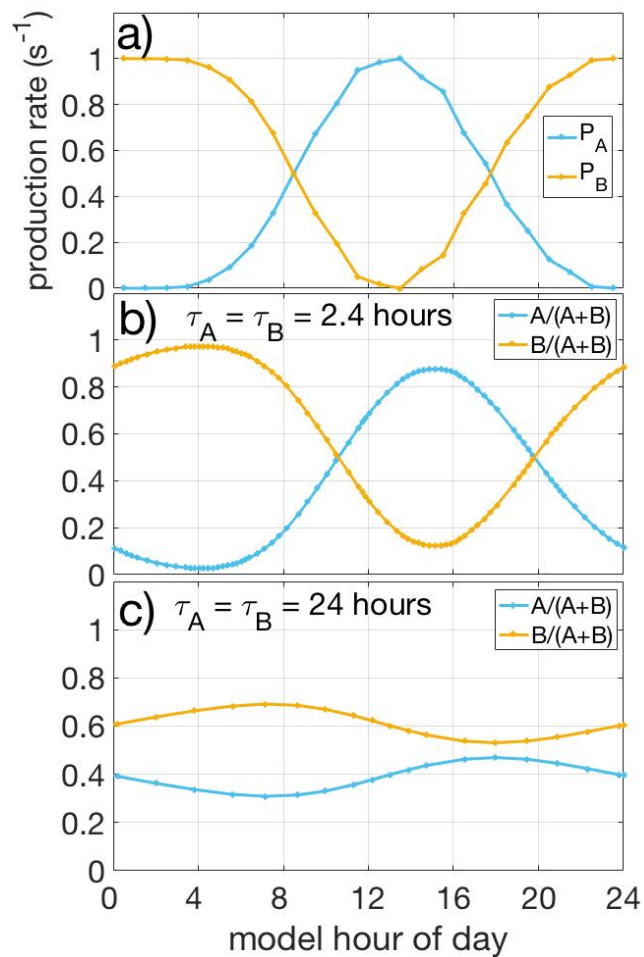 a)
production rate (s⁻¹)
1
0.8
0.6
0.4
0.2
0
P_A
P_B
b)
τ_A = τ_B = 2.4 hours
A/(A+B)
B/(A+B)
1
0.8
0.6
0.4
0.2
0
c)
τ_A = τ_B = 24 hours
A/(A+B)
B/(A+B)
1
0.8
0.6
0.4
0.2
0
0 4 8 12 16 20 24
model hour of day